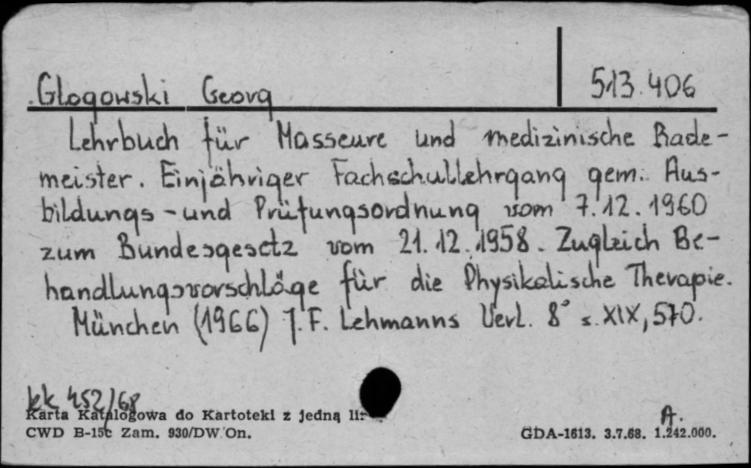 Glogowski Georg 513.406
Lehrbuch für Masseure und medizinische Bade-
meister. Einjähriger Fachschullehrgang gem. Aus-
bildungs-und Prüfungsordnung vom 7.12.1960
zum Bundesgesetz vom 21.12.1958. Zugleich Be-
handlungsvorschläge für die Physikalische Therapie.
München (1966) J.F. Lehmanns Verl. 8° s. XIX, 570.
kk 452/68
Karta Katalogowa do Kartoteki z jedną A.
CWD B-15c Zam. 930/DW On. GDA-1613. 3.7.68. 1.242.000.